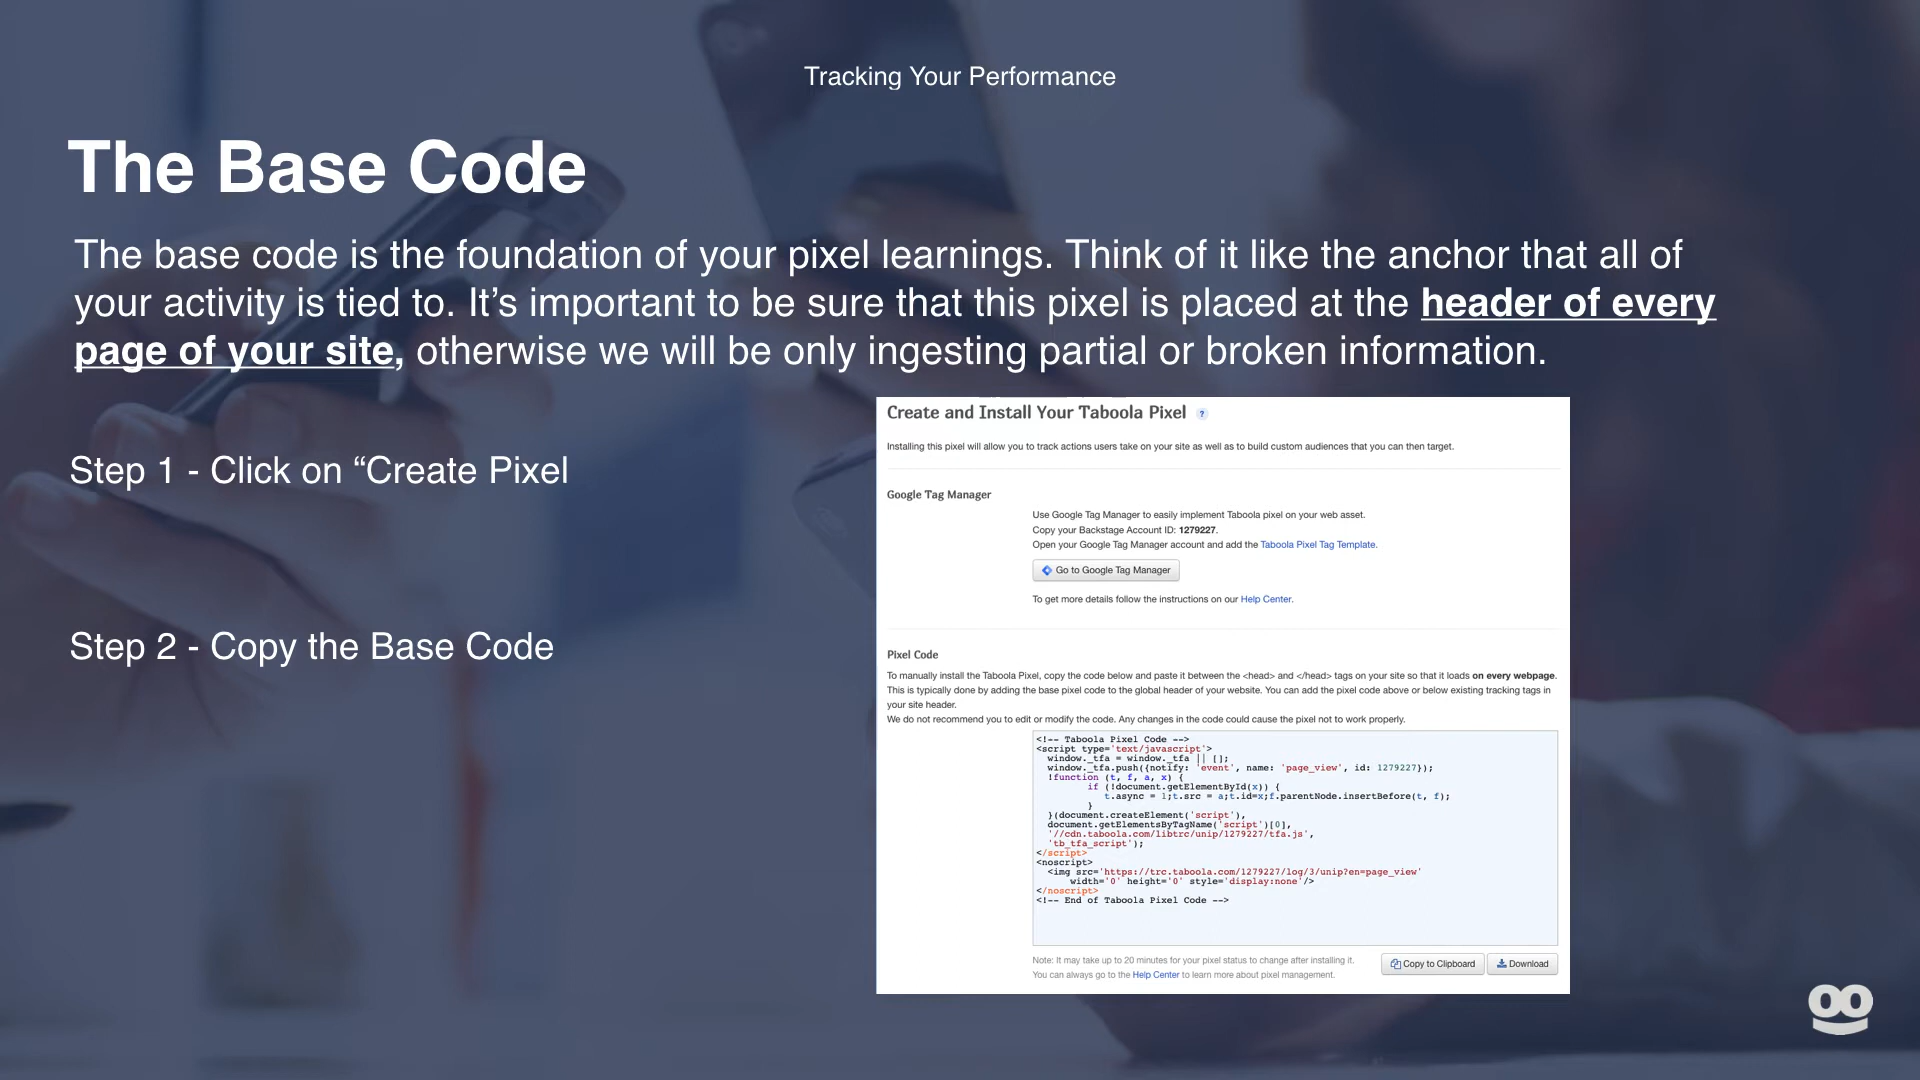 Tracking Your Performance
The Base Code
The base code is the foundation of your pixel learnings. Think of it like the anchor that all of
your activity is tied to. It’s important to be sure that this pixel is placed at the header of every
page of your site, otherwise we will be only ingesting partial or broken information.
Step 1 - Click on “Create Pixel
Step 2 - Copy the Base Code
Create and Install Your Taboola Pixel ?
Installing this pixel will allow you to track actions users take on your site as well as to build custom audiences that you can then target.
Google Tag Manager
Use Google Tag Manager to easily implement Taboola pixel on your web asset.
Copy your Backstage Account ID: 1279227.
Open your Google Tag Manager account and add the Taboola Pixel Tag Template.
Go to Google Tag Manager
To get more details follow the instructions on our Help Center.
Pixel Code
To manually install the Taboola Pixel, copy the code below and paste it between the <head> and </head> tags on your site so that it loads on every webpage.
This is typically done by adding the base pixel code to the global header of your website. You can add the pixel code above or below existing tracking tags in
your site header.
We do not recommend you to edit or modify the code. Any changes in the code could cause the pixel not to work properly.
<!-- Taboola Pixel Code -->
<script type='text/javascript'>
window._tfa = window._tfa || [];
window._tfa.push({notify: 'event', name: 'page_view', id: 1279227});
!function (t, f, a, x) {
if (!document.getElementById(x)) {
t.async = 1;t.src = a;t.id=x;f.parentNode.insertBefore(t, f);
}
}(document.createElement('script'),
document.getElementsByTagName('script')[0],
'//cdn.taboola.com/libtrc/unip/1279227/tfa.js',
'tb_tfa_script');
</script>
<noscript>
<img src='https://trc.taboola.com/1279227/log/3/unip?en=page_view'
width='0' height='0' style='display:none'/>
</noscript>
<!-- End of Taboola Pixel Code -->
Note: It may take up to 20 minutes for your pixel status to change after installing it.
You can always go to the Help Center to learn more about pixel management.
Copy to Clipboard
Download